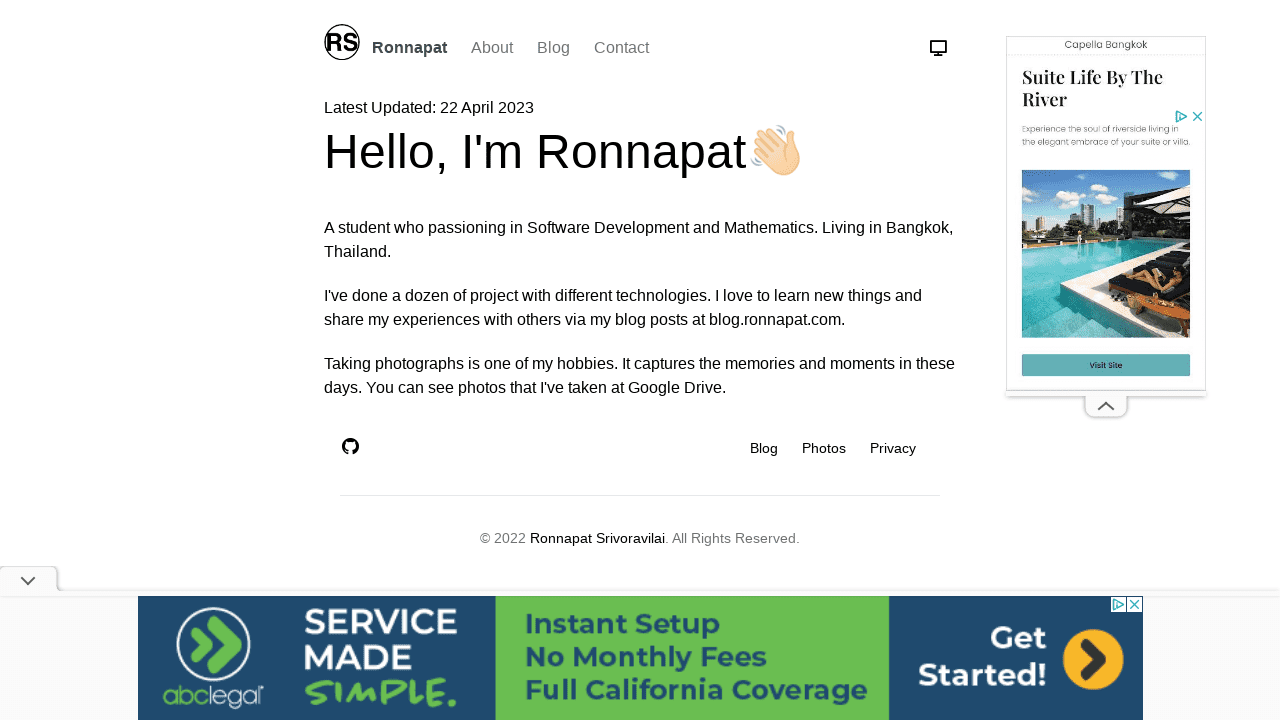 RS Ronnapat About Blog Contact
Latest Updated: 22 April 2023
Hello, I'm Ronnapat
A student who passioning in Software Development and Mathematics. Living in Bangkok,
Thailand.
I've done a dozen of project with different technologies. I love to learn new things and
share my experiences with others via my blog posts at blog.ronnapat.com.
Taking photographs is one of my hobbies. It captures the memories and moments in these
days. You can see photos that I've taken at Google Drive.
Blog Photos Privacy
© 2022 Ronnapat Srivoravilai. All Rights Reserved.
Capella Bangkok
Suite Life By The
River
Experience the soul of riverside living in
the elegant embrace of your suite or villa.
Visit Site
abclegal
SERVICE
MADE
SIMPLE.
Instant Setup
No Monthly Fees
Full California Coverage
Get
Started!